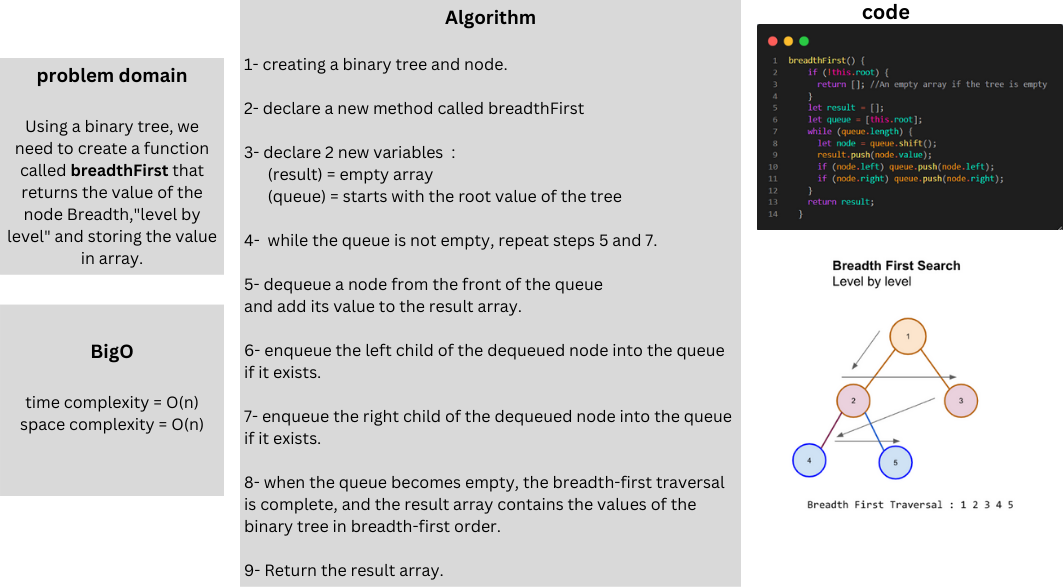 problem domain
Using a binary tree, we
need to create a function
called breadthFirst that
returns the value of the
node Breadth,"level by
level" and storing the value
in array.
BigO
time complexity = O(n)
space complexity = O(n)
Algorithm
1- creating a binary tree and node.
2- declare a new method called breadthFirst
3- declare 2 new variables :
(result) = empty array
(queue) = starts with the root value of the tree
4- while the queue is not empty, repeat steps 5 and 7.
5- dequeue a node from the front of the queue
and add its value to the result array.
6- enqueue the left child of the dequeued node into the queue
if it exists.
7- enqueue the right child of the dequeued node into the queue
if it exists.
8- when the queue becomes empty, the breadth-first traversal
is complete, and the result array contains the values of the
binary tree in breadth-first order.
9- Return the result array.
code
1 breadthFirst() {
2 if (!this.root) {
3 return []; //An empty array if the tree is empty
4 }
5 let result = [];
6 let queue = [this.root];
7 while (queue.length) {
8 let node = queue.shift();
9 result.push(node.value);
10 if (node.left) queue.push(node.left);
11 if (node.right) queue.push(node.right);
12 }
13 return result;
14 }
Breadth First Search
Level by level
1
2 3
4 5
Breadth First Traversal : 1 2 3 4 5